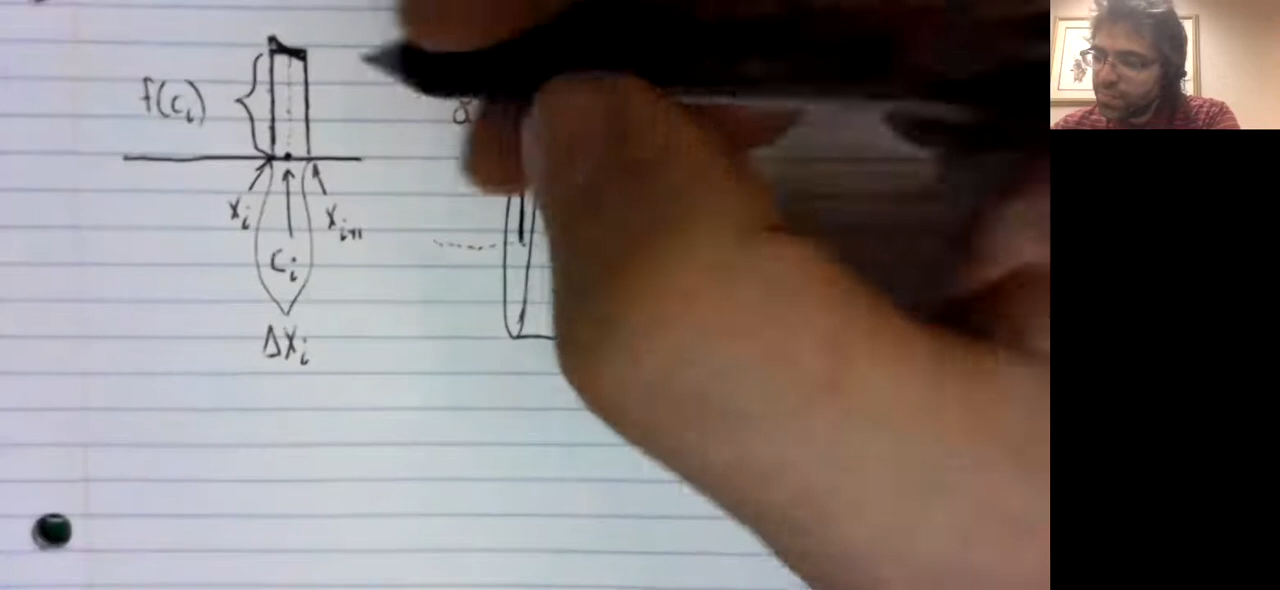 f(cᵢ)
xᵢ xᵢ₊₁
cᵢ
Δxᵢ